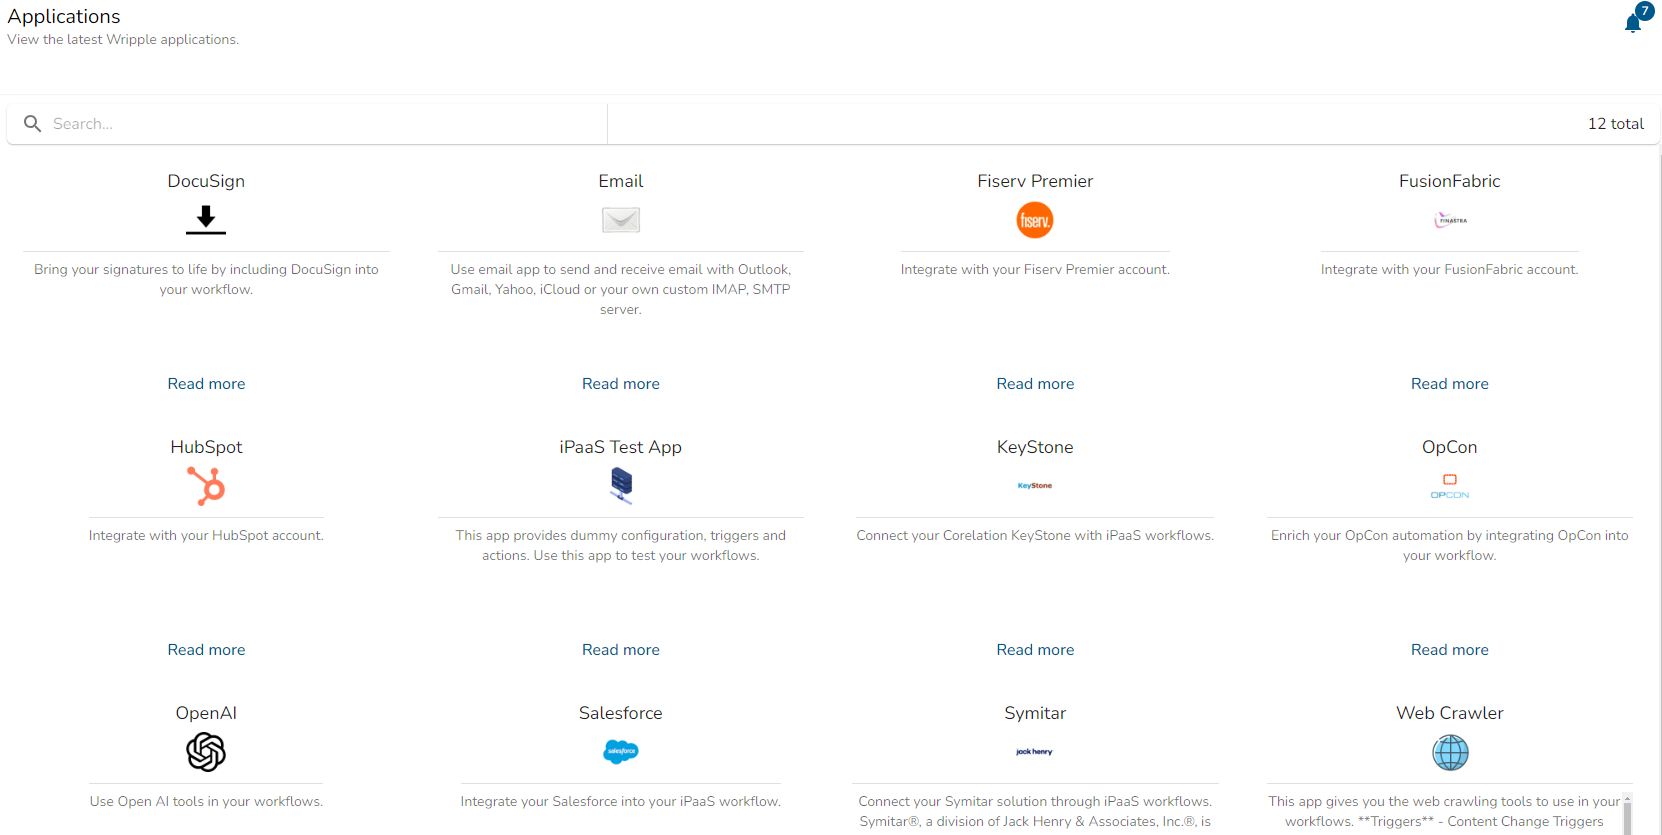 Applications
7
View the latest Wripple applications.
Search...
12 total
DocuSign
Email
Fiserv Premier
FusionFabric
fiserv.
FINASTRA
Bring your signatures to life by including DocuSign into
your workflow.
Use email app to send and receive email with Outlook,
Gmail, Yahoo, iCloud or your own custom IMAP, SMTP
server.
Integrate with your Fiserv Premier account.
Integrate with your FusionFabric account.
Read more
Read more
Read more
Read more
HubSpot
iPaaS Test App
KeyStone
OpCon
KeyStone
OPCON
Integrate with your HubSpot account.
This app provides dummy configuration, triggers and
actions. Use this app to test your workflows.
Connect your Corelation KeyStone with iPaaS workflows.
Enrich your OpCon automation by integrating OpCon into
your workflow.
Read more
Read more
Read more
Read more
OpenAI
Salesforce
Symitar
Web Crawler
salesforce
jack henry
Use Open AI tools in your workflows.
Integrate your Salesforce into your iPaaS workflow.
Connect your Symitar solution through iPaaS workflows.
Symitar®, a division of Jack Henry & Associates, Inc.®, is
This app gives you the web crawling tools to use in your
workflows. **Triggers** - Content Change Triggers